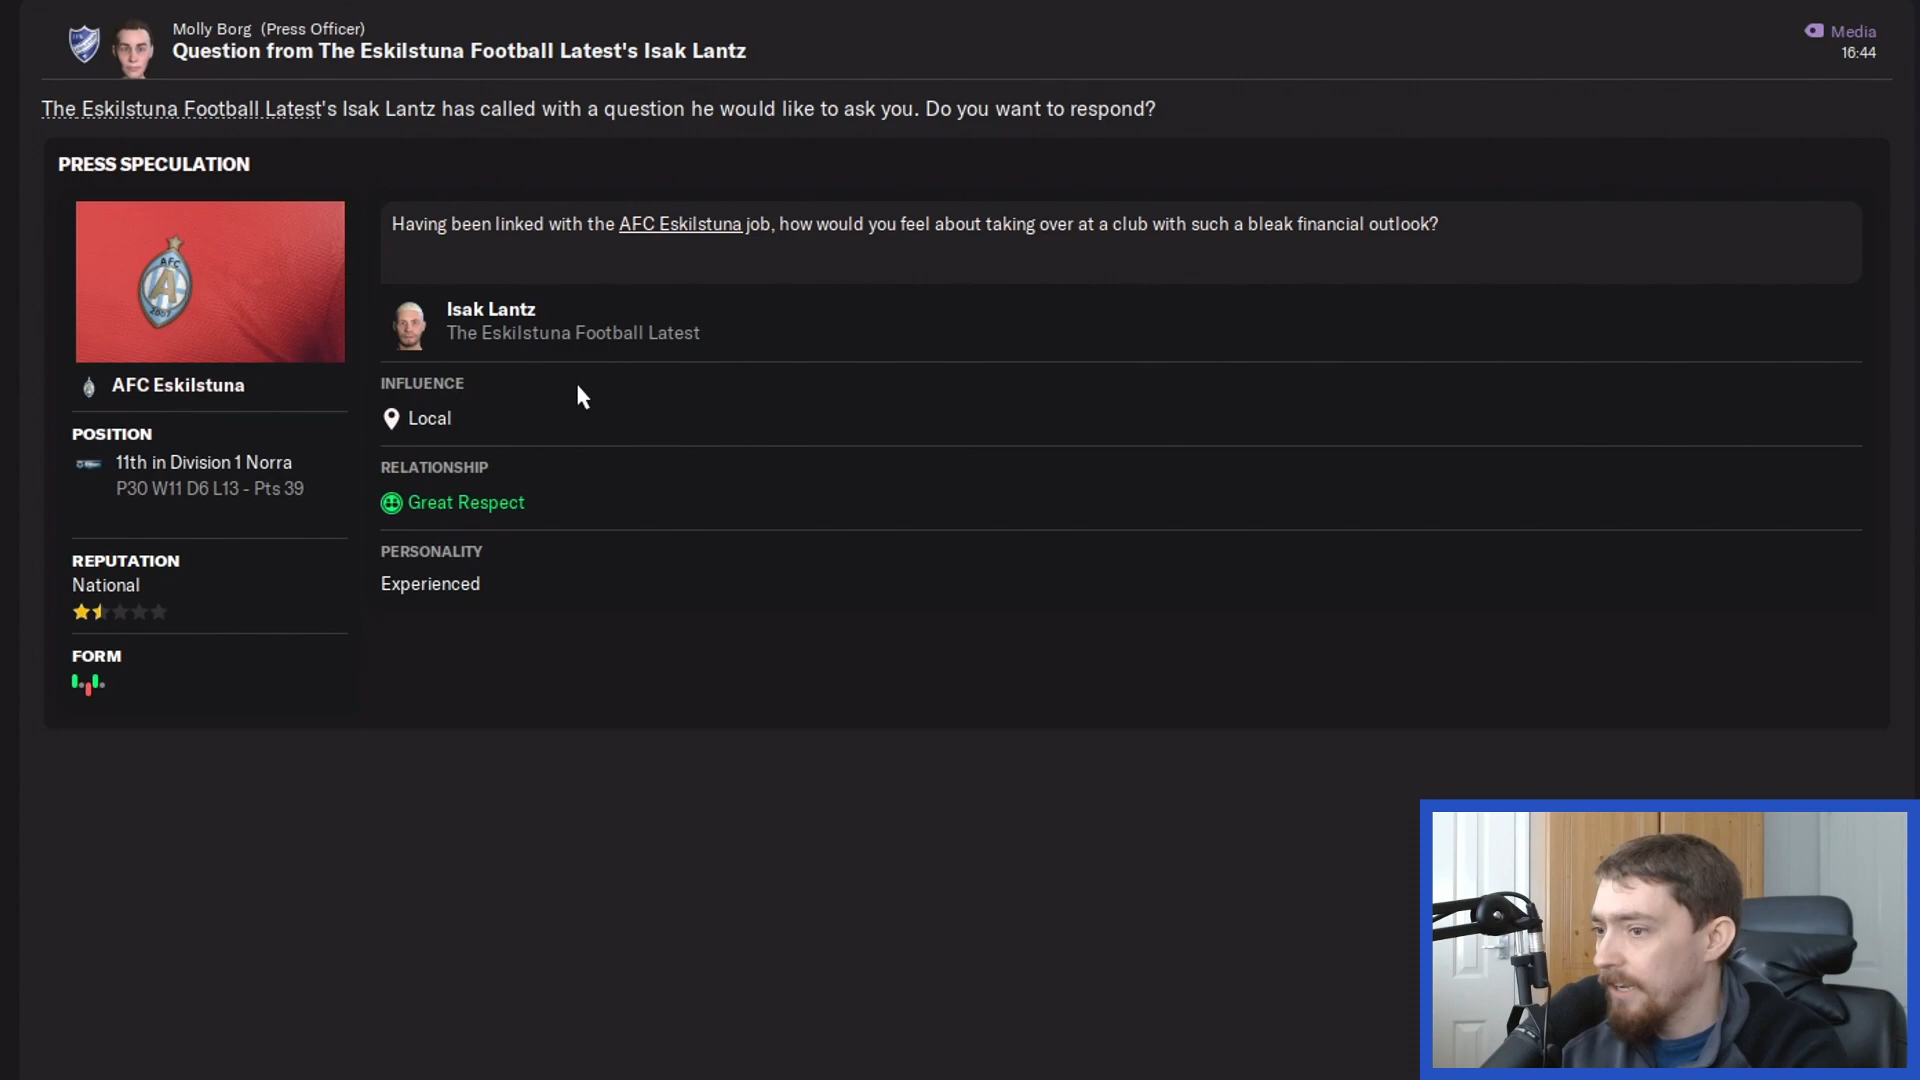 Molly Borg (Press Officer)
Question from The Eskilstuna Football Latest's Isak Lantz
Media
16:44
The Eskilstuna Football Latest's Isak Lantz has called with a question he would like to ask you. Do you want to respond?
PRESS SPECULATION
Having been linked with the AFC Eskilstuna job, how would you feel about taking over at a club with such a bleak financial outlook?
AFC
A
2007
Isak Lantz
The Eskilstuna Football Latest
AFC Eskilstuna
INFLUENCE
Local
POSITION
11th in Division 1 Norra
P30 W11 D6 L13 - Pts 39
RELATIONSHIP
Great Respect
REPUTATION
National
PERSONALITY
Experienced
FORM